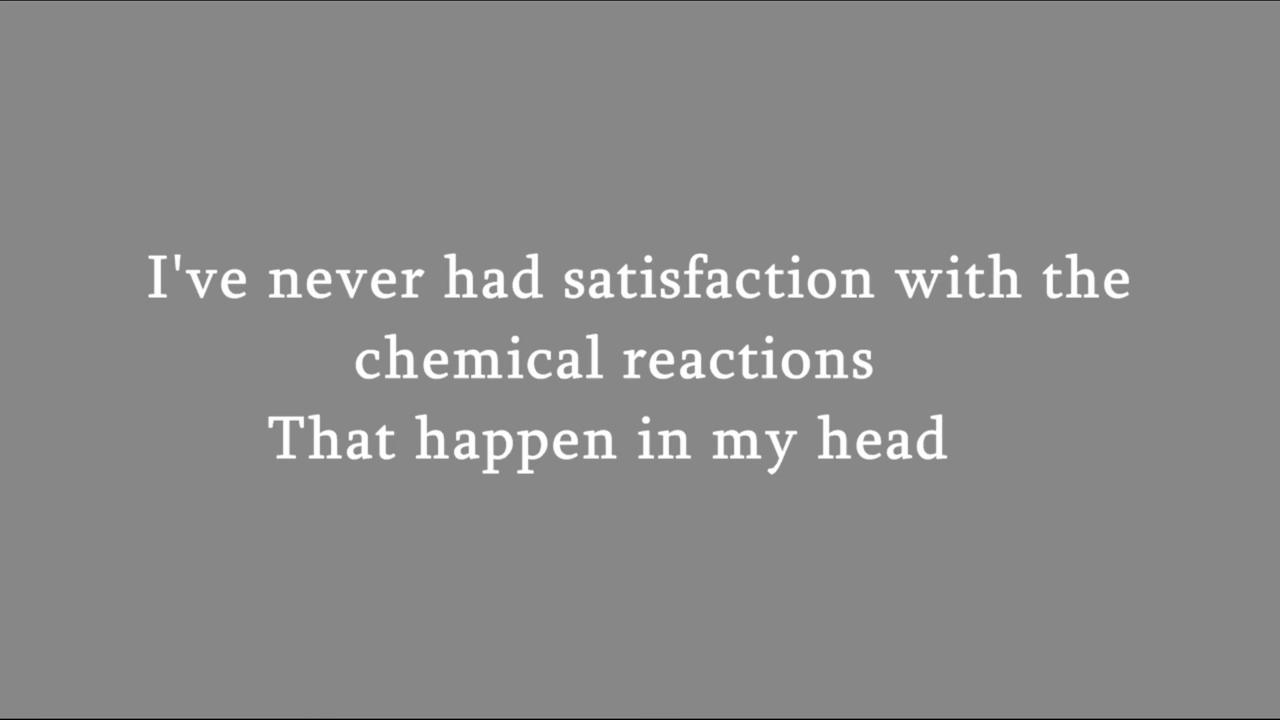 I've never had satisfaction with the
chemical reactions
That happen in my head